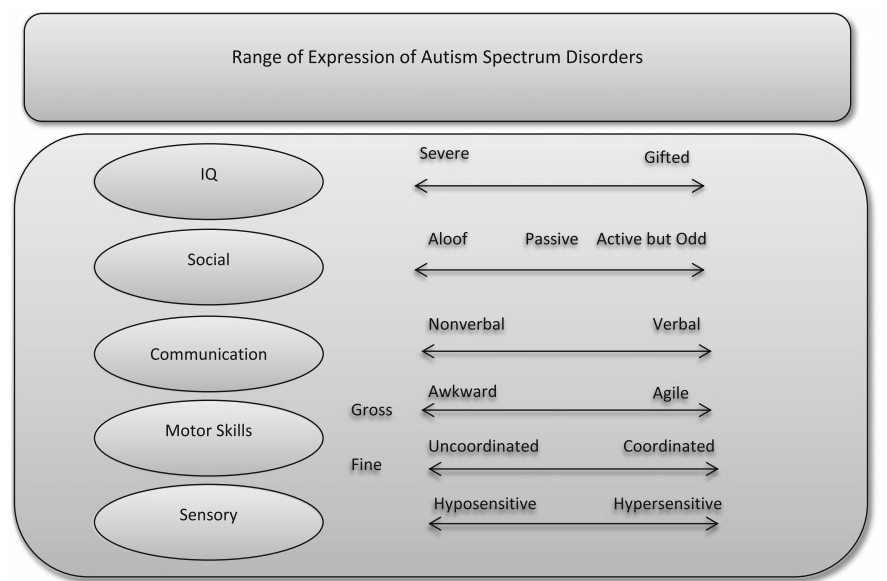 Range of Expression of Autism Spectrum Disorders
IQ
Severe Gifted
Social
Aloof Passive Active but Odd
Communication
Nonverbal Verbal
Motor Skills
Gross
Awkward Agile
Fine
Uncoordinated Coordinated
Sensory
Hyposensitive Hypersensitive